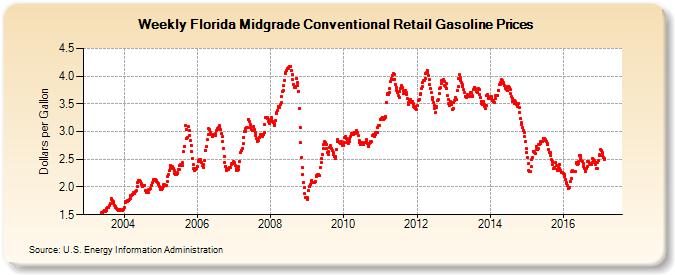 Weekly Florida Midgrade Conventional Retail Gasoline Prices
Dollars per Gallon
4.5
4.0
3.5
3.0
2.5
2.0
1.5
2004 2006 2008 2010 2012 2014 2016
Source: U.S. Energy Information Administration